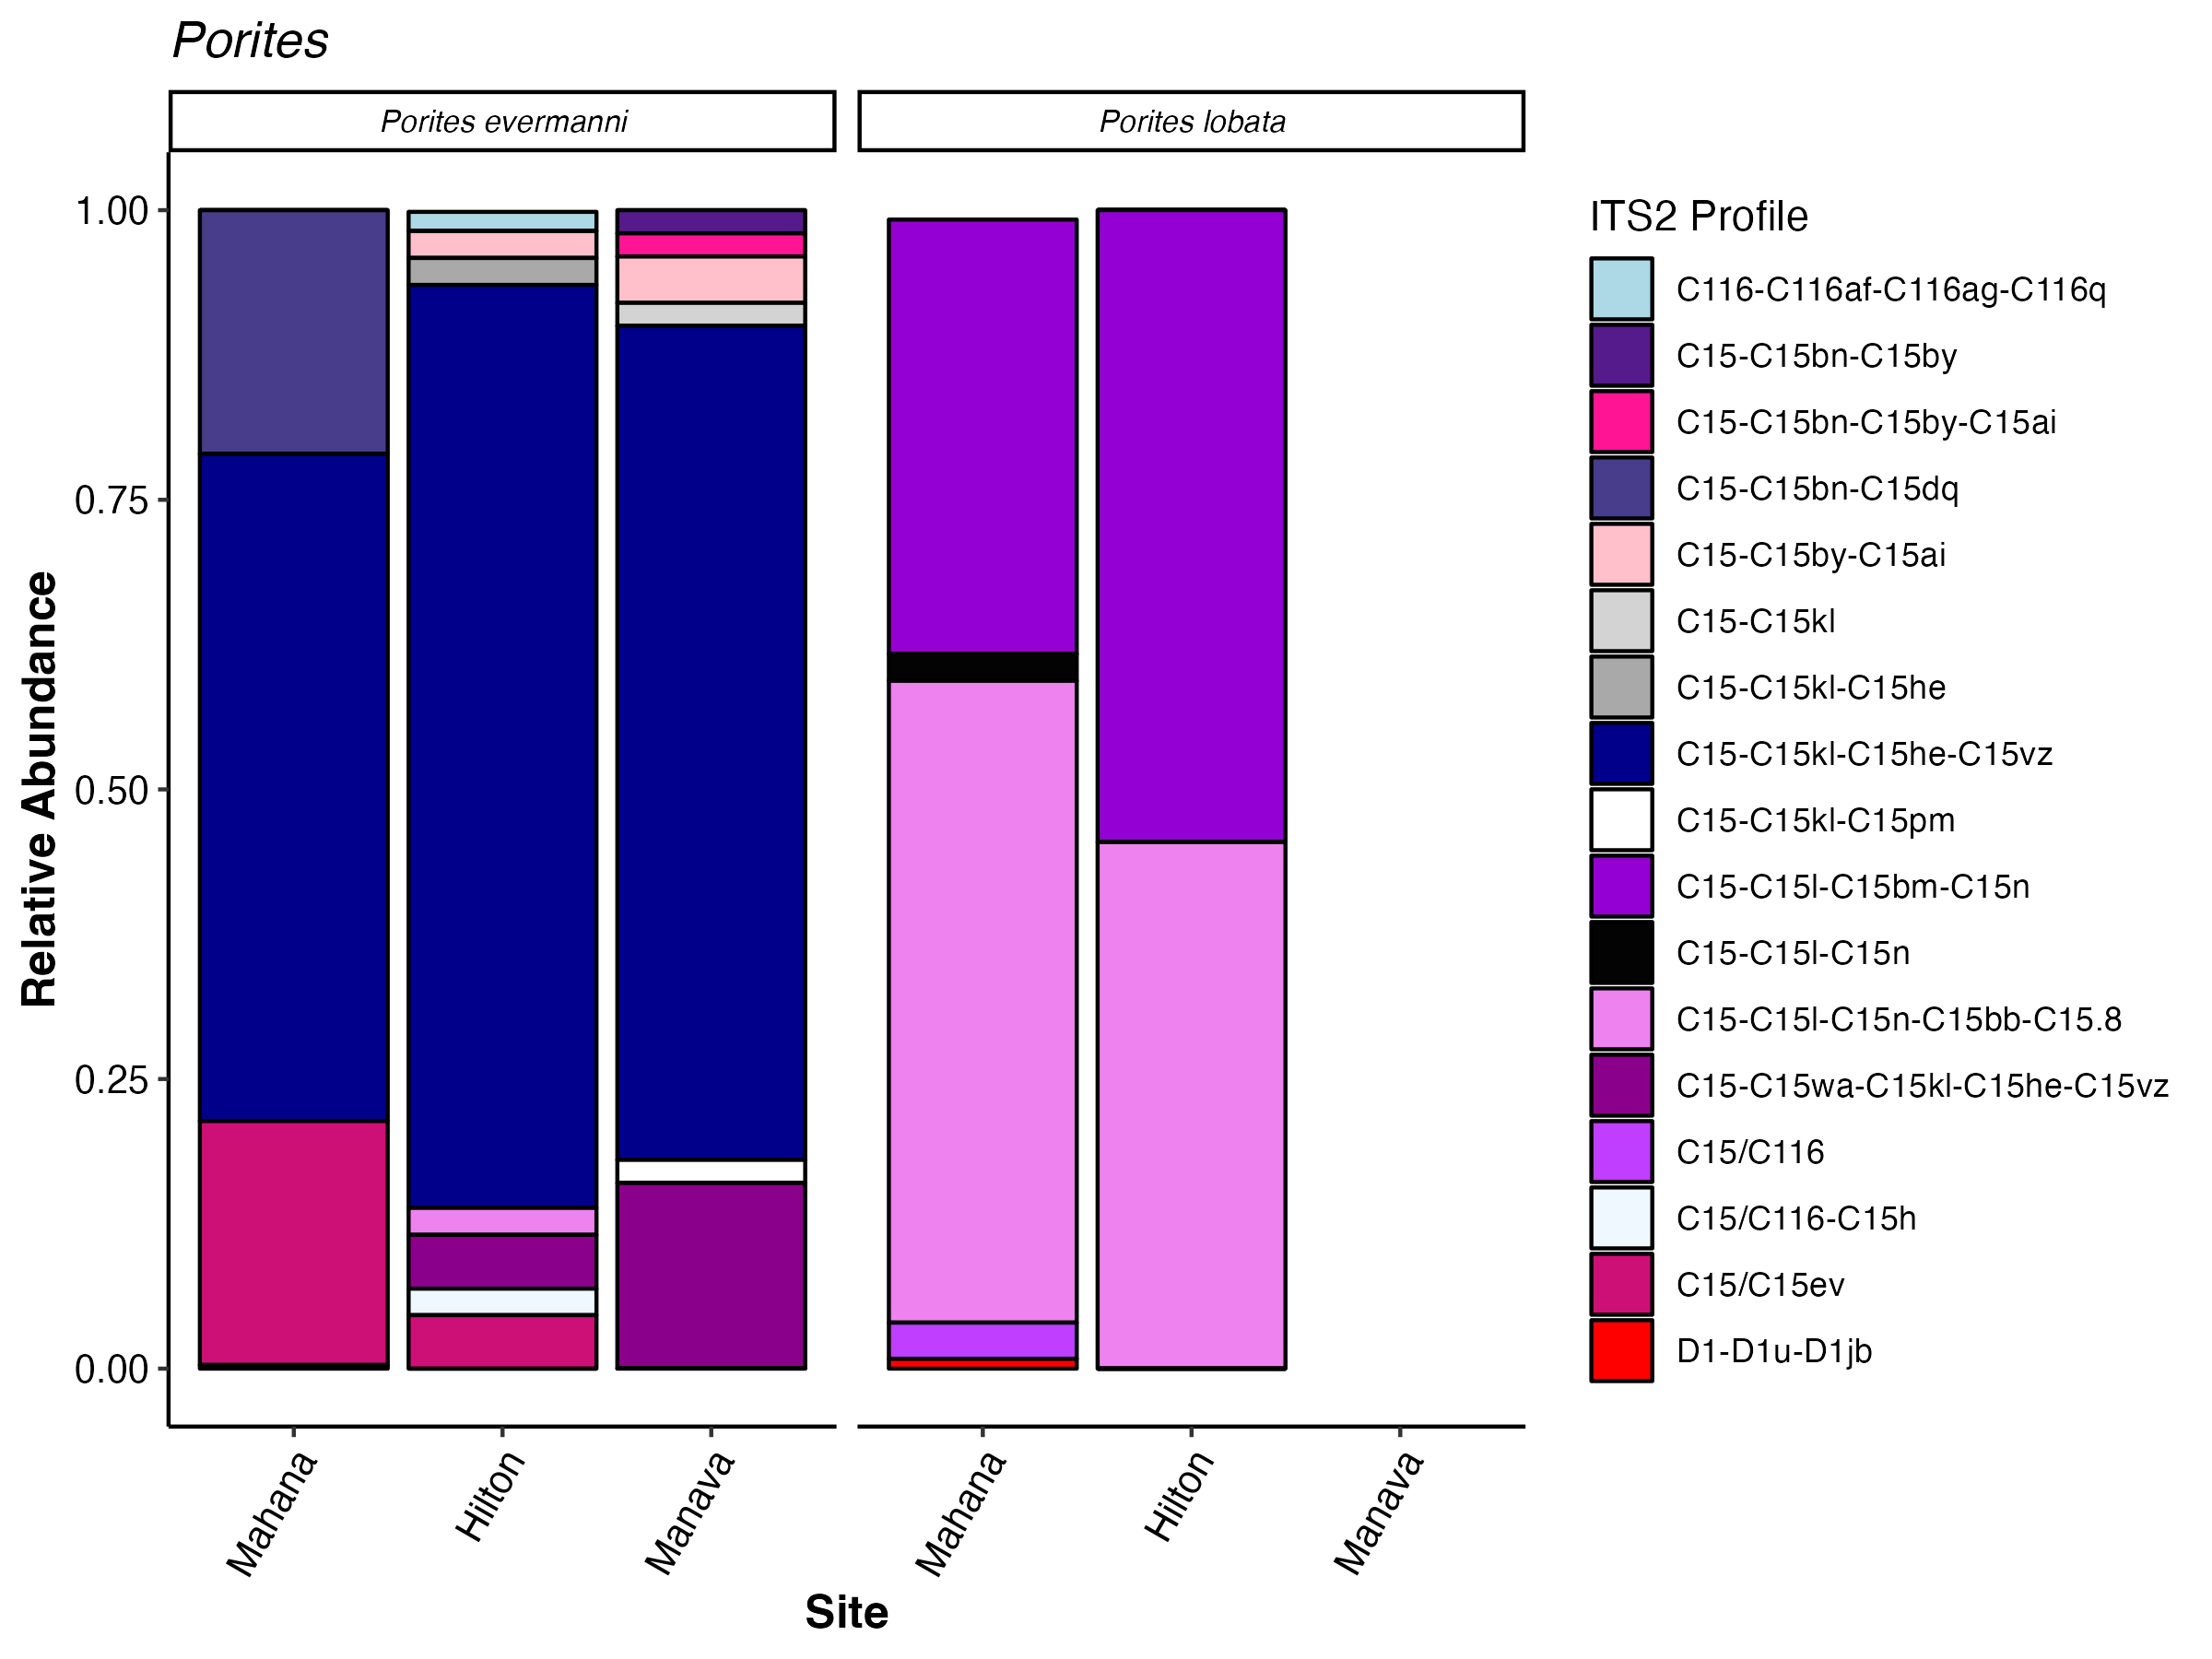 Porites
Porites evermanni
Porites lobata
1.00
0.75
0.50
0.25
0.00
Relative Abundance
Mahana
Hilton
Manava
Mahana
Hilton
Manava
Site
ITS2 Profile
C116-C116af-C116ag-C116q
C15-C15bn-C15by
C15-C15bn-C15by-C15ai
C15-C15bn-C15dq
C15-C15by-C15ai
C15-C15kl
C15-C15kl-C15he
C15-C15kl-C15he-C15vz
C15-C15kl-C15pm
C15-C15l-C15bm-C15n
C15-C15l-C15n
C15-C15l-C15n-C15bb-C15.8
C15-C15wa-C15kl-C15he-C15vz
C15/C116
C15/C116-C15h
C15/C15ev
D1-D1u-D1jb